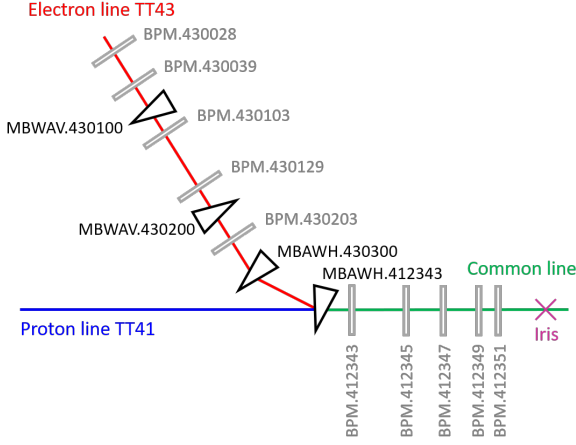 Electron line TT43
BPM.430028
BPM.430039
MBWAV.430100
BPM.430103
BPM.430129
MBWAV.430200
BPM.430203
MBAWH.430300
MBAWH.412343
Common line
Proton line TT41
Iris
BPM.412343
BPM.412345
BPM.412347
BPM.412349
BPM.412351